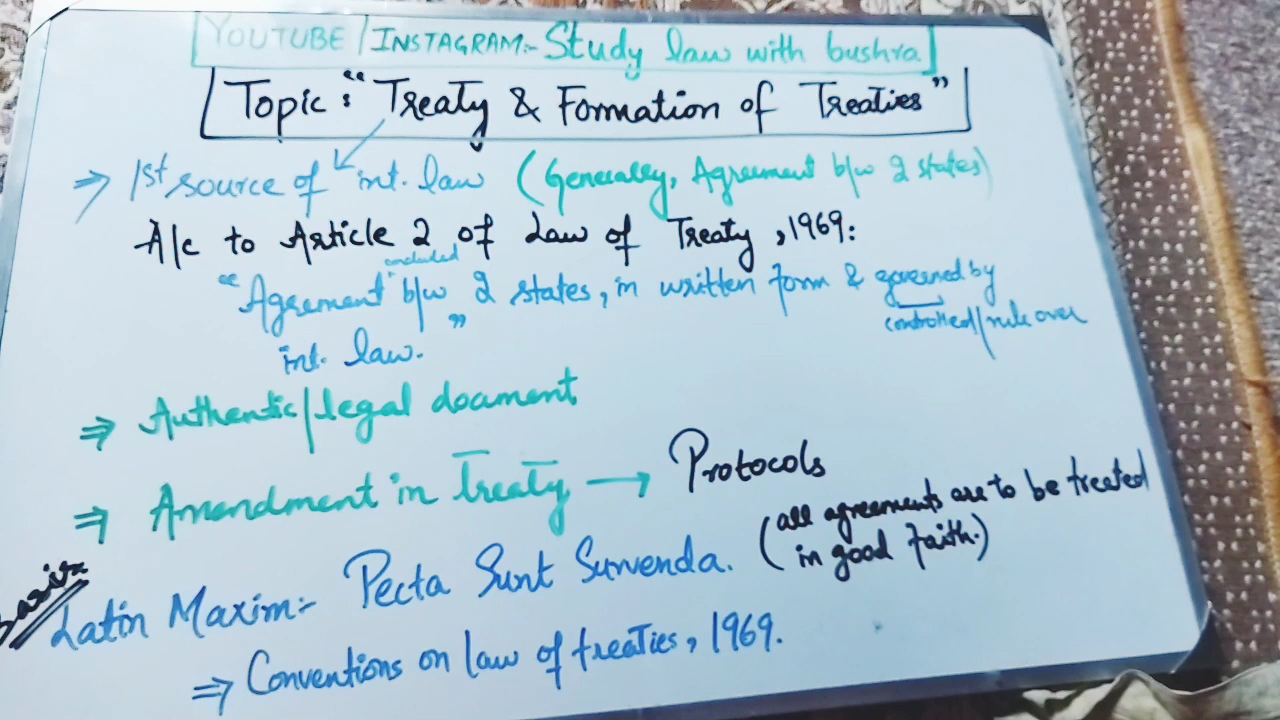 YOUTUBE/INSTAGRAM:- Study law with bushra
Topic: "Treaty & Formation of Treaties"
⇒ 1st source of int. law (Generally, Agreement b/w 2 states)
A/c to Article 2 of Law of Treaty, 1969:
concluded
"Agreement b/w 2 states, in written form & governed by
controlled/rule over
int. law."
⇒ Authentic/legal document
⇒ Amendment in Treaty → Protocols
(all agreements are to be treated
in good faith.)
Basis Latin Maxim:- Pecta Sunt Survenda.
⇒ Conventions on law of treaties, 1969.